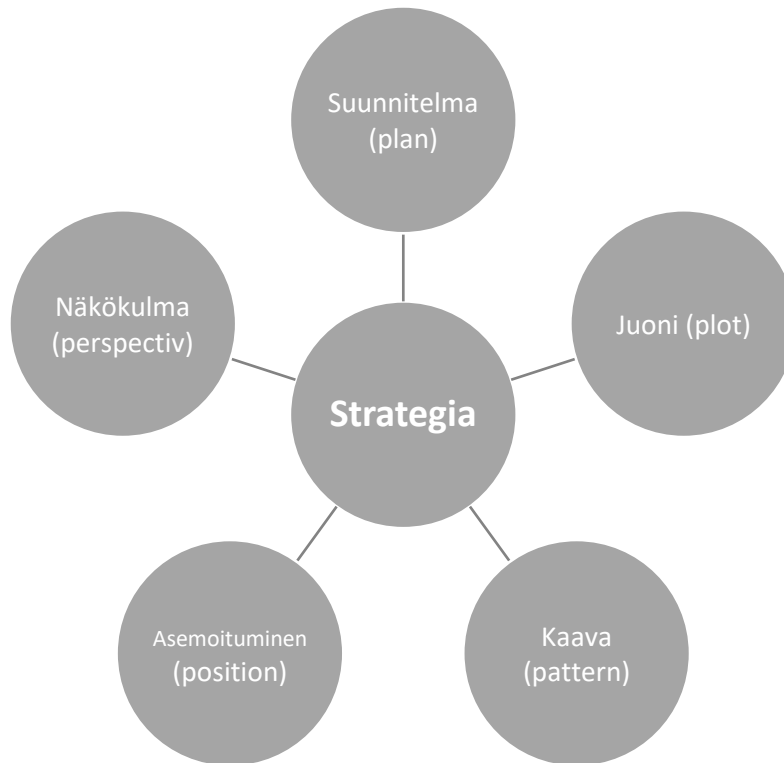 Suunnitelma
(plan)
Näkökulma
(perspectiv)
Juoni (plot)
Strategia
Asemoituminen
(position)
Kaava
(pattern)